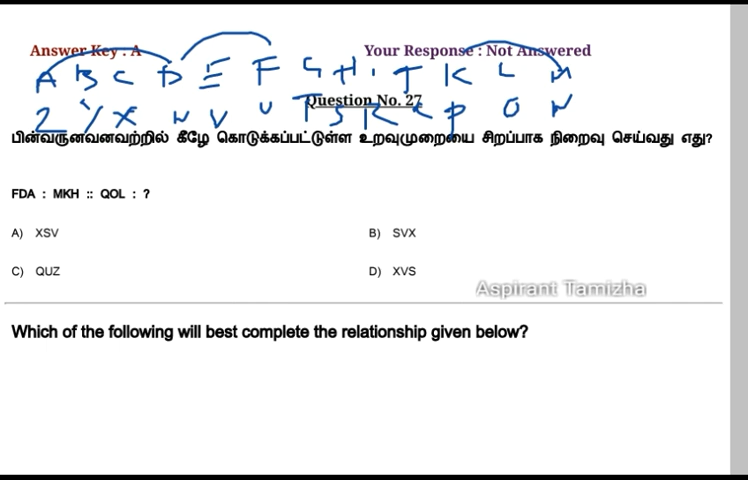 Answer Key : A Your Response : Not Answered
A B C D E F G H I J K L M
Question No. 27
Z Y X W V U T S R Q P O N
பின்வருனவனவற்றில் கீழே கொடுக்கப்பட்டுள்ள உறவுமுறையை சிறப்பாக நிறைவு செய்வது எது?
FDA : MKH :: QOL : ?
A) XSV B) SVX
C) QUZ D) XVS
Aspirant Tamizha
Which of the following will best complete the relationship given below?